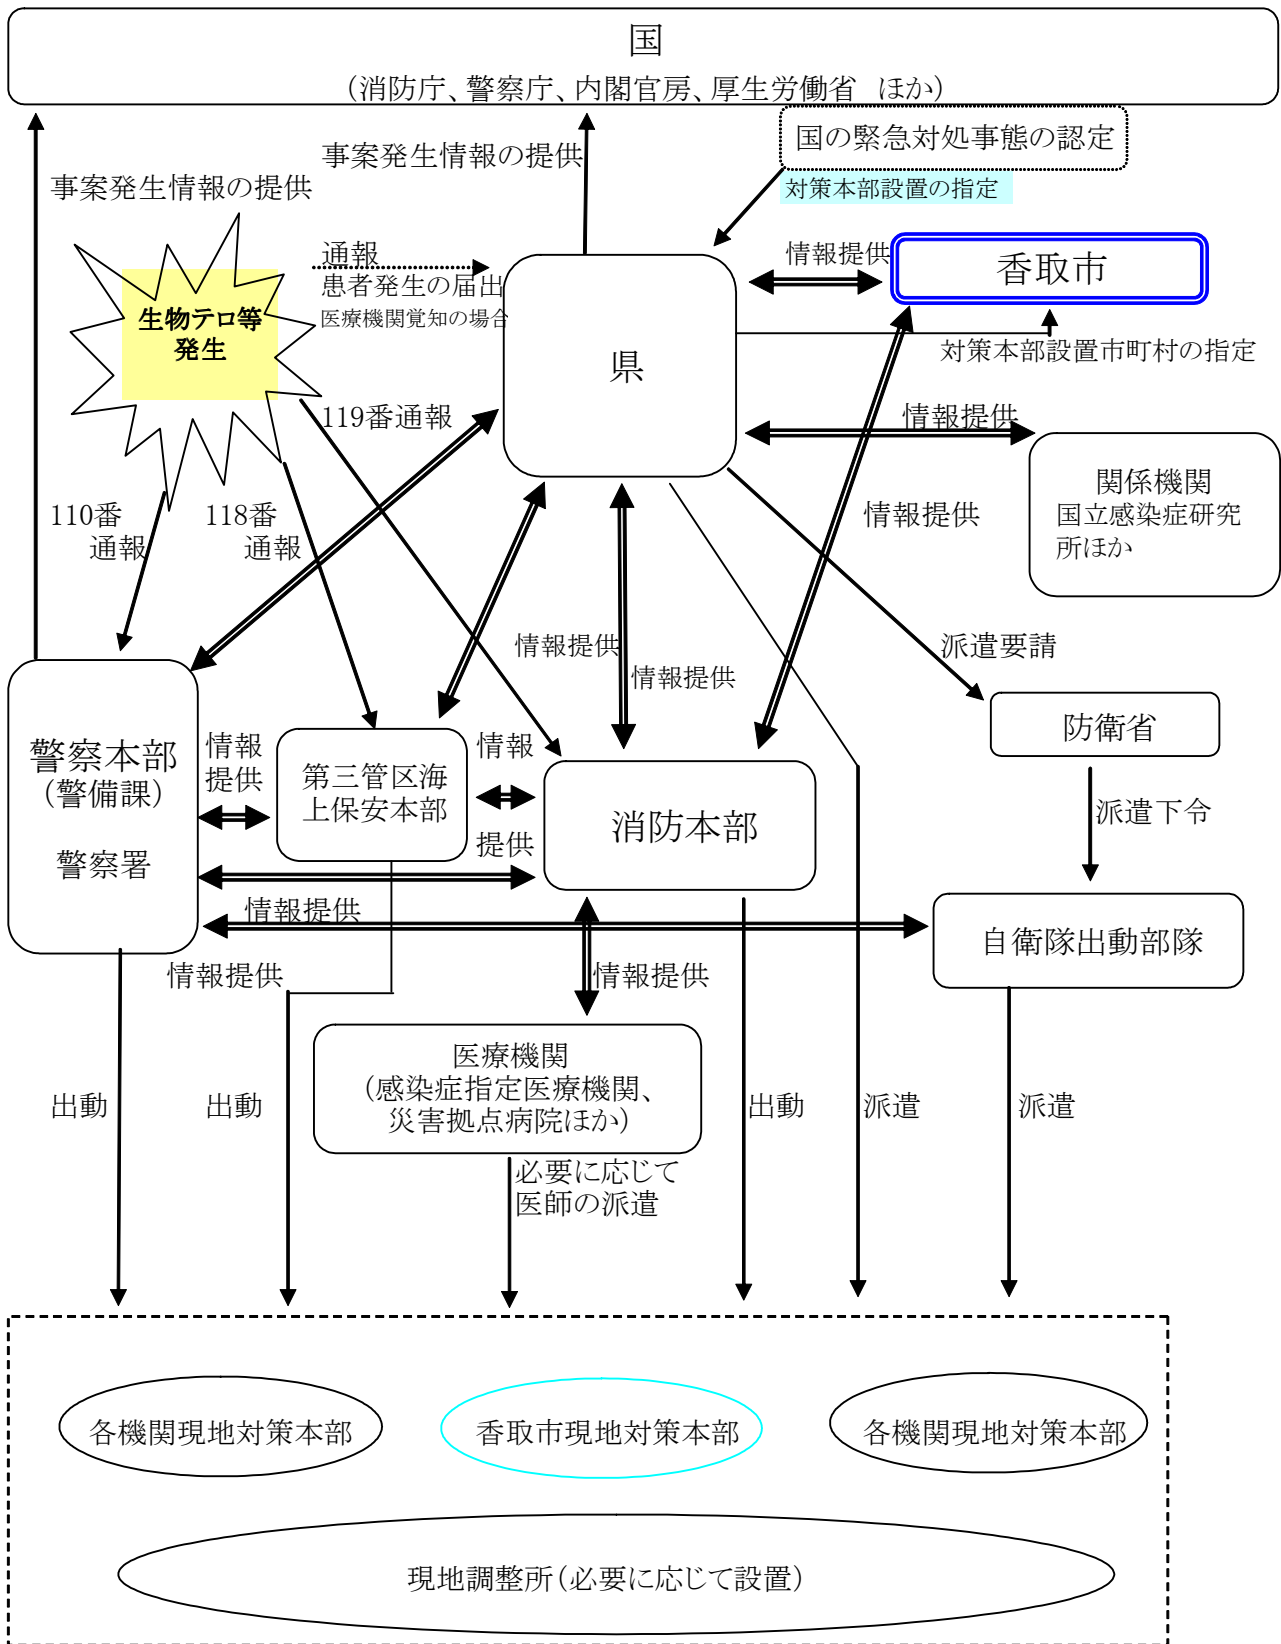 国
（消防庁、警察庁、内閣官房、厚生労働省　ほか）
国の緊急対処事態の認定
事案発生情報の提供
事案発生情報の提供
対策本部設置の指定
通報
患者発生の届出
医療機関覚知の場合
情報提供
香取市
生物テロ等
発生
県
対策本部設置市町村の指定
119番通報
情報提供
関係機関
国立感染症研究
所ほか
110番
通報
118番
通報
情報提供
情報提供
情報提供
派遣要請
防衛省
警察本部
（警備課）
警察署
情報
提供
第三管区海
上保安本部
情報
提供
消防本部
派遣下令
情報提供
自衛隊出動部隊
情報提供
情報提供
医療機関
（感染症指定医療機関、
災害拠点病院ほか）
出動
出動
出動
派遣
派遣
必要に応じて
医師の派遣
各機関現地対策本部
香取市現地対策本部
各機関現地対策本部
現地調整所（必要に応じて設置）